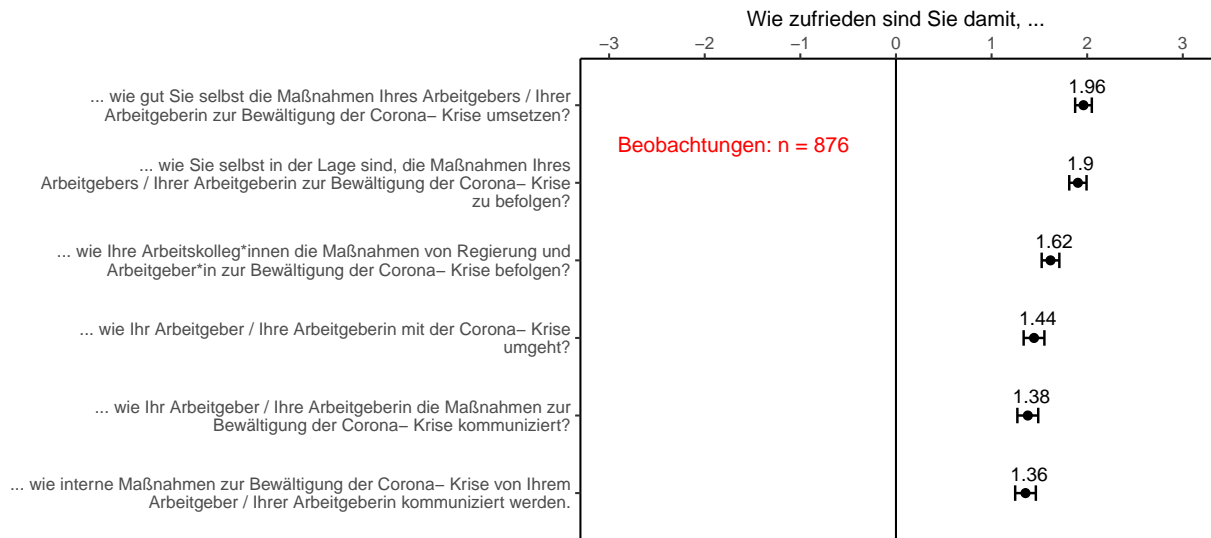 Wie zufrieden sind Sie damit, ...
−3 −2 −1 0 1 2 3
... wie gut Sie selbst die Maßnahmen Ihres Arbeitgebers / Ihrer
Arbeitgeberin zur Bewältigung der Corona− Krise umsetzen?
1.96
Beobachtungen: n = 876
... wie Sie selbst in der Lage sind, die Maßnahmen Ihres
Arbeitgebers / Ihrer Arbeitgeberin zur Bewältigung der Corona− Krise
zu befolgen?
1.9
... wie Ihre Arbeitskolleg*innen die Maßnahmen von Regierung und
Arbeitgeber*in zur Bewältigung der Corona− Krise befolgen?
1.62
... wie Ihr Arbeitgeber / Ihre Arbeitgeberin mit der Corona− Krise
umgeht?
1.44
... wie Ihr Arbeitgeber / Ihre Arbeitgeberin die Maßnahmen zur
Bewältigung der Corona− Krise kommuniziert?
1.38
... wie interne Maßnahmen zur Bewältigung der Corona− Krise von Ihrem
Arbeitgeber / Ihrer Arbeitgeberin kommuniziert werden.
1.36